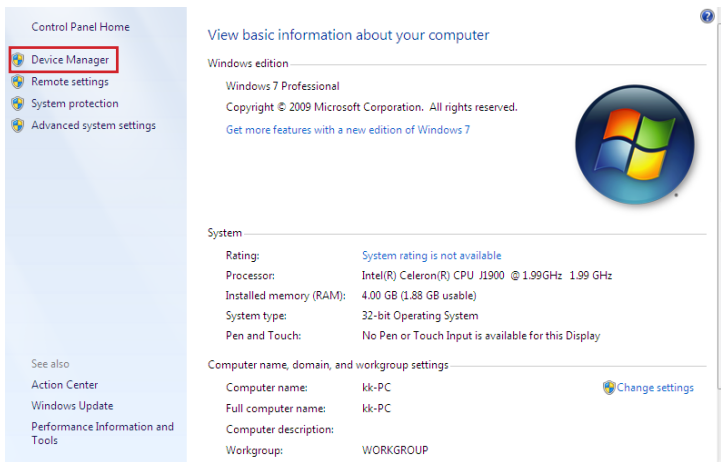 Control Panel Home
Device Manager
Remote settings
System protection
Advanced system settings
See also
Action Center
Windows Update
Performance Information and
Tools
?
View basic information about your computer
Windows edition
Windows 7 Professional
Copyright © 2009 Microsoft Corporation. All rights reserved.
Get more features with a new edition of Windows 7
System
Rating: System rating is not available
Processor: Intel(R) Celeron(R) CPU J1900 @ 1.99GHz 1.99 GHz
Installed memory (RAM): 4.00 GB (1.88 GB usable)
System type: 32-bit Operating System
Pen and Touch: No Pen or Touch Input is available for this Display
Computer name, domain, and workgroup settings
Computer name: kk-PC Change settings
Full computer name: kk-PC
Computer description:
Workgroup: WORKGROUP